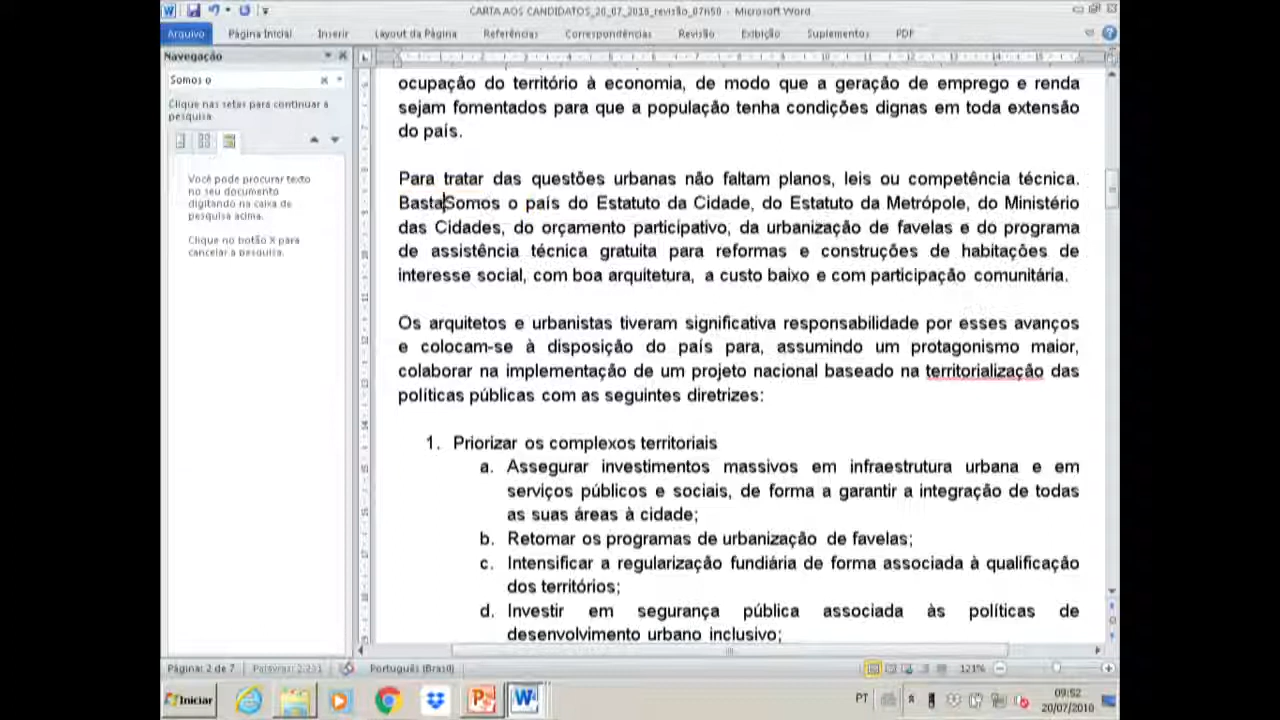 CARTA AOS CANDIDATOS_20_07_2018_revisão_07h50 - Microsoft Word
Arquivo Página Inicial Inserir Layout da Página Referências Correspondências Revisão Exibição Suplementos PDF
Navegação
Somos o
Clique nas setas para continuar a
pesquisa
Você pode procurar texto
no seu documento
digitando na caixa de
pesquisa acima.
Clique no botão X para
cancelar a pesquisa.
ocupação do território à economia, de modo que a geração de emprego e renda
sejam fomentados para que a população tenha condições dignas em toda extensão
do país.
Para tratar das questões urbanas não faltam planos, leis ou competência técnica.
BastaSomos o país do Estatuto da Cidade, do Estatuto da Metrópole, do Ministério
das Cidades, do orçamento participativo, da urbanização de favelas e do programa
de assistência técnica gratuita para reformas e construções de habitações de
interesse social, com boa arquitetura, a custo baixo e com participação comunitária.
Os arquitetos e urbanistas tiveram significativa responsabilidade por esses avanços
e colocam-se à disposição do país para, assumindo um protagonismo maior,
colaborar na implementação de um projeto nacional baseado na territorialização das
políticas públicas com as seguintes diretrizes:
1. Priorizar os complexos territoriais
a. Assegurar investimentos massivos em infraestrutura urbana e em
serviços públicos e sociais, de forma a garantir a integração de todas
as suas áreas à cidade;
b. Retomar os programas de urbanização de favelas;
c. Intensificar a regularização fundiária de forma associada à qualificação
dos territórios;
d. Investir em segurança pública associada às políticas de
desenvolvimento urbano inclusivo;
Página: 2 de 7 Palavras: 2.231 Português (Brasil) 121%
Iniciar PT 09:52
20/07/2018